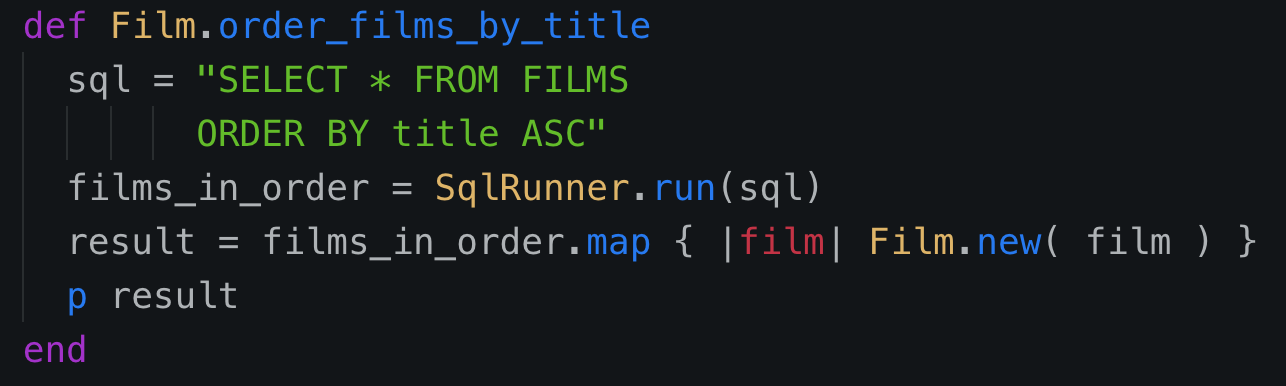 def Film.order_films_by_title
  sql = "SELECT * FROM FILMS
        ORDER BY title ASC"
  films_in_order = SqlRunner.run(sql)
  result = films_in_order.map { |film| Film.new( film ) }
  p result
end